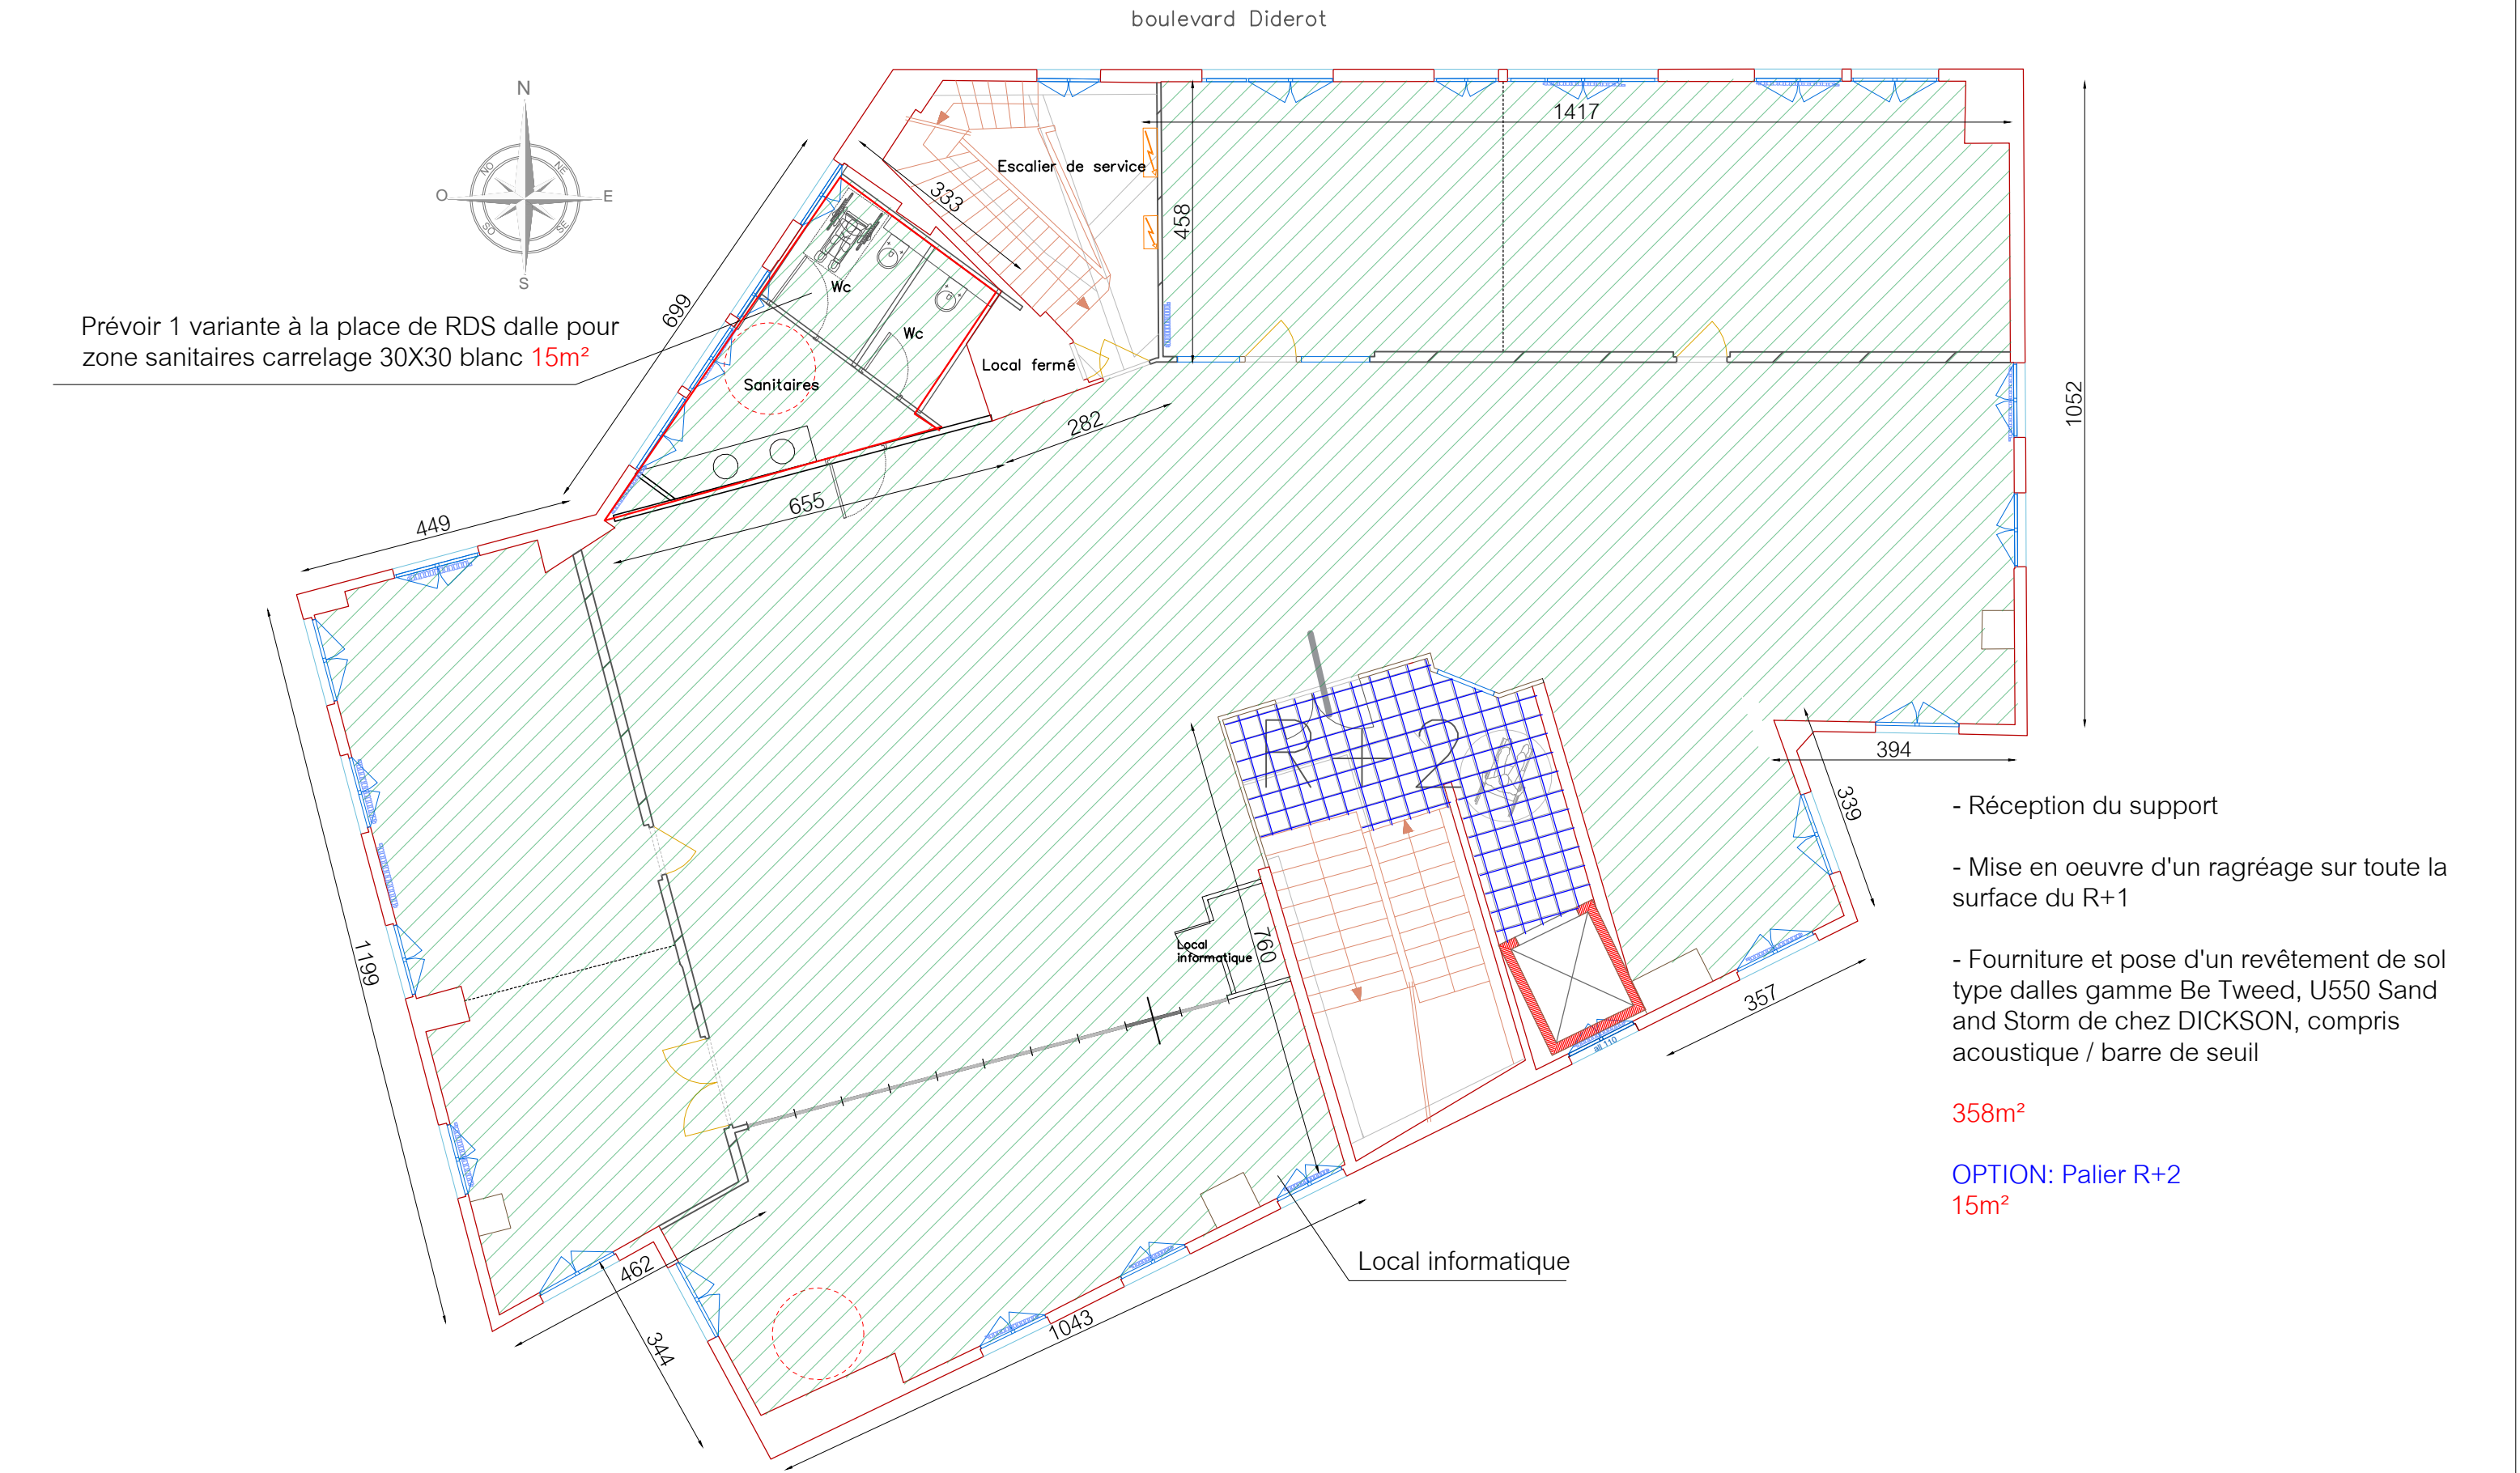 boulevard Diderot
N
NO
NE
O
E
SO
SE
S
1417
Escalier de service
333
458
699
Wc
Wc
Prévoir 1 variante à la place de RDS dalle pour
zone sanitaires carrelage 30X30 blanc 15m²
Local fermé
Sanitaires
282
655
449
1052
R+2
394
339
- Réception du support
- Mise en oeuvre d'un ragréage sur toute la
surface du R+1
- Fourniture et pose d'un revêtement de sol
type dalles gamme Be Tweed, U550 Sand
and Storm de chez DICKSON, compris
acoustique / barre de seuil
358m²
OPTION: Palier R+2
15m²
1199
760
Local
informatique
357
all 110
Local informatique
462
344
1043